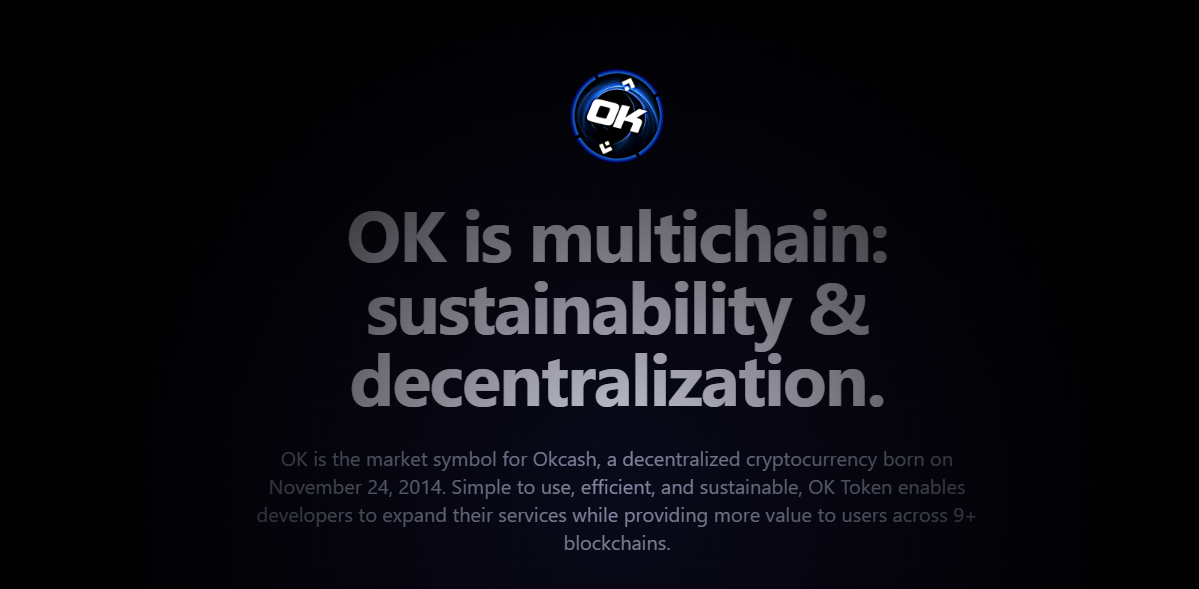 OK
OK is multichain:
sustainability &
decentralization.
OK is the market symbol for Okcash, a decentralized cryptocurrency born on
November 24, 2014. Simple to use, efficient, and sustainable, OK Token enables
developers to expand their services while providing more value to users across 9+
blockchains.